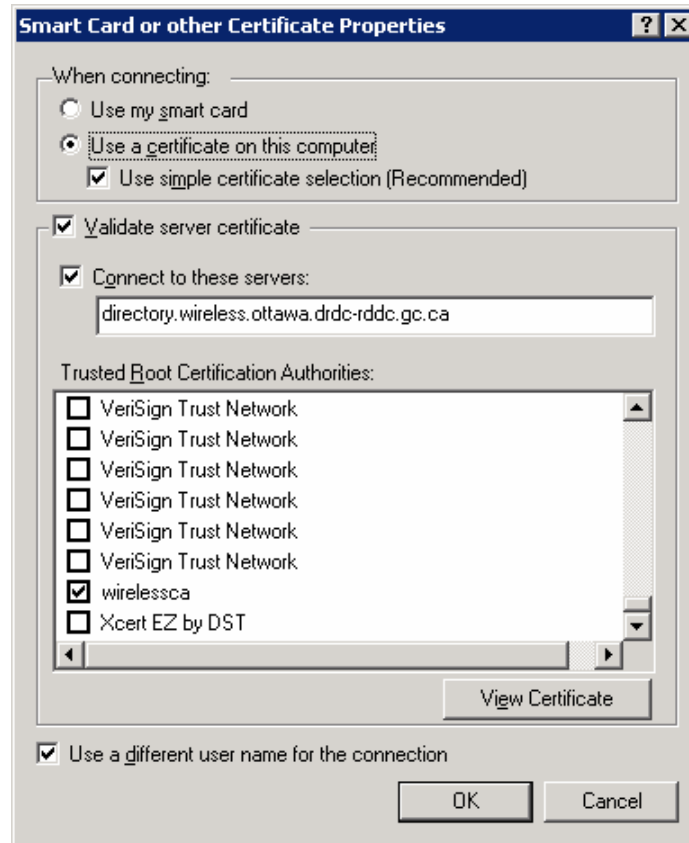 Smart Card or other Certificate Properties
When connecting:
Use my smart card
Use a certificate on this computer
Use simple certificate selection (Recommended)
Validate server certificate
Connect to these servers:
directory.wireless.ottawa.drdc-rddc.gc.ca
Trusted Root Certification Authorities:
VeriSign Trust Network
VeriSign Trust Network
VeriSign Trust Network
VeriSign Trust Network
VeriSign Trust Network
VeriSign Trust Network
wirelessca
Xcert EZ by DST
View Certificate
Use a different user name for the connection
OK Cancel